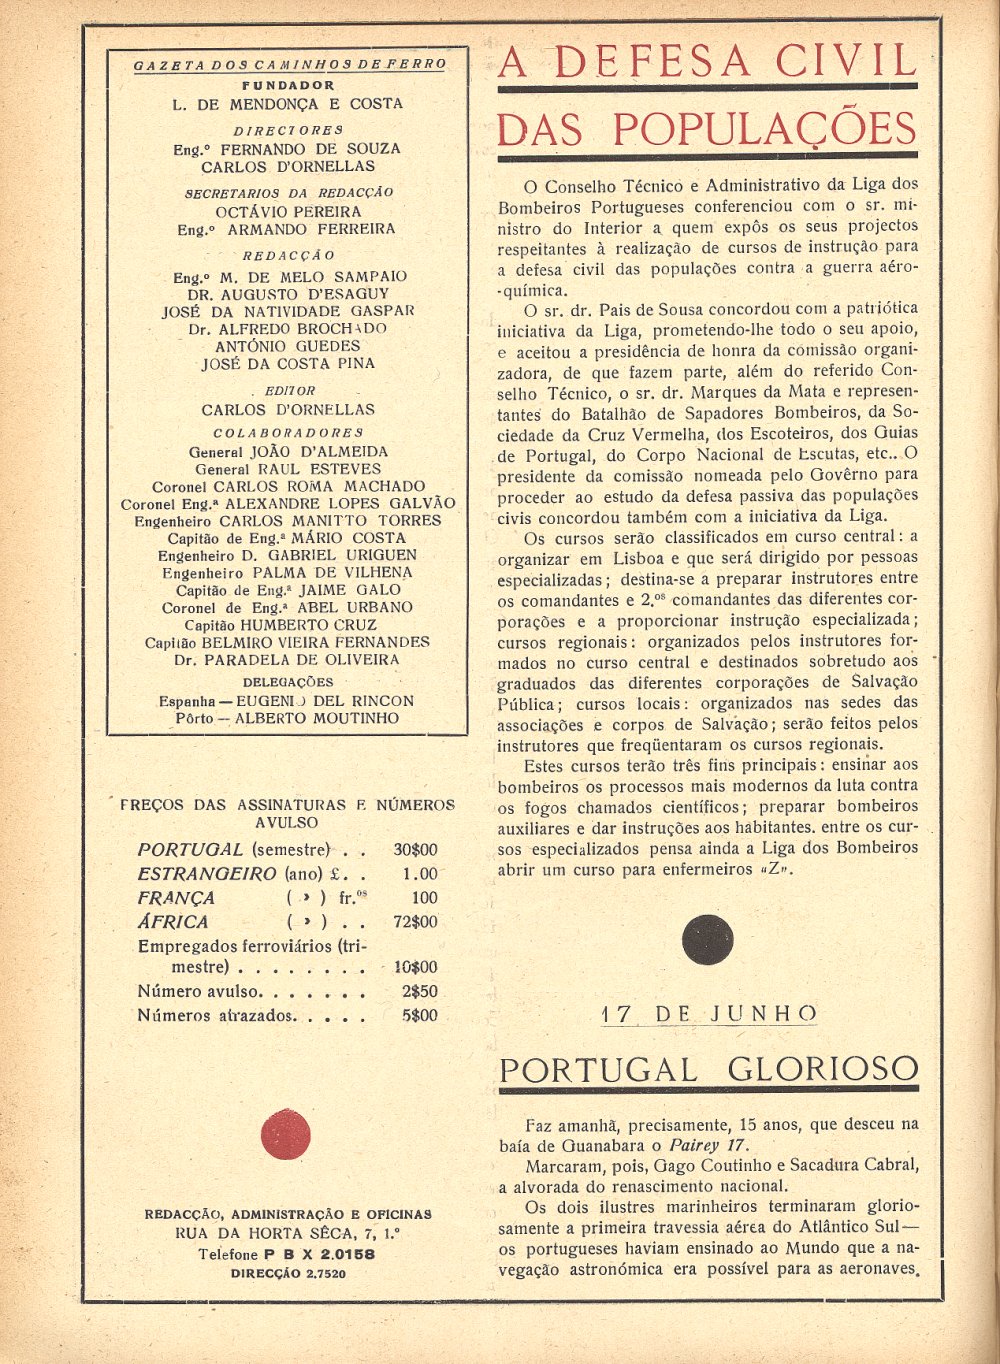 GAZETA DOS CAMINHOS DE FERRO
FUNDADOR
L. DE MENDONÇA E COSTA
DIRECTORES
Eng.º FERNANDO DE SOUZA
CARLOS D'ORNELLAS
SECRETARIOS DA REDACÇÃO
OCTÁVIO PEREIRA
Eng.º ARMANDO FERREIRA
REDACÇÃO
Eng.º M. DE MELO SAMPAIO
DR. AUGUSTO D'ESAGUY
JOSÉ DA NATIVIDADE GASPAR
Dr. ALFREDO BROCHADO
ANTÓNIO GUEDES
JOSÉ DA COSTA PINA
EDITOR
CARLOS D'ORNELLAS
COLABORADORES
General JOÃO D'ALMEIDA
General RAUL ESTEVES
Coronel CARLOS ROMA MACHADO
Coronel Eng.ª ALEXANDRE LOPES GALVÃO
Engenheiro CARLOS MANITTO TORRES
Capitão de Eng.ª MÁRIO COSTA
Engenheiro D. GABRIEL URIGUEN
Engenheiro PALMA DE VILHENA
Capitão de Eng.ª JAIME GALO
Coronel de Eng.ª ABEL URBANO
Capitão HUMBERTO CRUZ
Capitão BELMIRO VIEIRA FERNANDES
Dr. PARADELA DE OLIVEIRA
DELEGAÇÕES
Espanha — EUGENIO DEL RINCON
Pôrto — ALBERTO MOUTINHO
PREÇOS DAS ASSINATURAS E NÚMEROS
AVULSO
PORTUGAL (semestre) . . 30$00
ESTRANGEIRO (ano) £. . 1.00
FRANÇA ( » ) fr.ºˢ 100
ÁFRICA ( » ) . . 72$00
Empregados ferroviários (tri-
mestre) . . . . . . . . 10$00
Número avulso. . . . . . . 2$50
Números atrazados. . . . . 5$00
REDACÇÃO, ADMINISTRAÇÃO E OFICINAS
RUA DA HORTA SÊCA, 7, 1.º
Telefone P B X 2.0158
DIRECÇÃO 2.7520
A DEFESA CIVIL
DAS POPULAÇÕES
O Conselho Técnico e Administrativo da Liga dos
Bombeiros Portugueses conferenciou com o sr. mi-
nistro do Interior a quem expôs os seus projectos
respeitantes à realização de cursos de instrução para
a defesa civil das populações contra a guerra aéro-
-química.
O sr. dr. Pais de Sousa concordou com a patriótica
iniciativa da Liga, prometendo-lhe todo o seu apoio,
e aceitou a presidência de honra da comissão organi-
zadora, de que fazem parte, além do referido Con-
selho Técnico, o sr. dr. Marques da Mata e represen-
tantes do Batalhão de Sapadores Bombeiros, da So-
ciedade da Cruz Vermelha, dos Escoteiros, dos Guias
de Portugal, do Corpo Nacional de Escutas, etc.. O
presidente da comissão nomeada pelo Govêrno para
proceder ao estudo da defesa passiva das populações
civis concordou também com a iniciativa da Liga.
Os cursos serão classificados em curso central : a
organizar em Lisboa e que será dirigido por pessoas
especializadas ; destina-se a preparar instrutores entre
os comandantes e 2.ºˢ comandantes das diferentes cor-
porações e a proporcionar instrução especializada ;
cursos regionais : organizados pelos instrutores for-
mados no curso central e destinados sobretudo aos
graduados das diferentes corporações de Salvação
Pública ; cursos locais : organizados nas sedes das
associações e corpos de Salvação ; serão feitos pelos
instrutores que freqüentaram os cursos regionais.
Estes cursos terão três fins principais : ensinar aos
bombeiros os processos mais modernos da luta contra
os fogos chamados científicos ; preparar bombeiros
auxiliares e dar instruções aos habitantes. entre os cur-
sos especializados pensa ainda a Liga dos Bombeiros
abrir um curso para enfermeiros «Z».
17 DE JUNHO
PORTUGAL GLORIOSO
Faz amanhã, precisamente, 15 anos, que desceu na
baía de Guanabara o Pairey 17.
Marcaram, pois, Gago Coutinho e Sacadura Cabral,
a alvorada do renascimento nacional.
Os dois ilustres marinheiros terminaram glorio-
samente a primeira travessia aérea do Atlântico Sul —
os portugueses haviam ensinado ao Mundo que a na-
vegação astronómica era possível para as aeronaves.